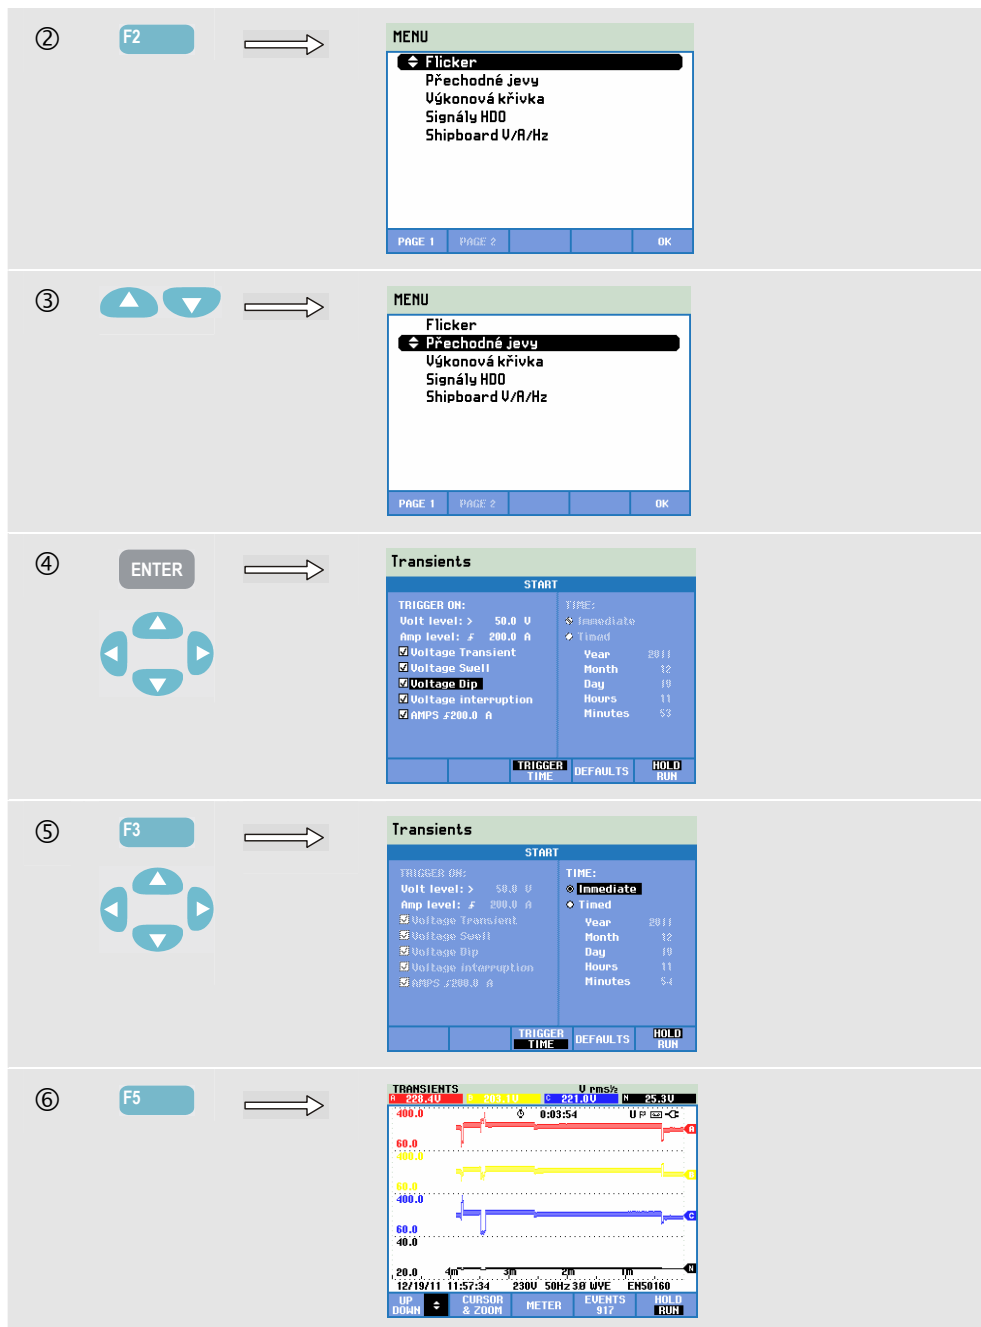 ②
F2
MENU
Flicker
Přechodné jevy
Výkonová křivka
Signály HDO
Shipboard V/A/Hz
PAGE 1 PAGE 2 OK
③
MENU
Flicker
Přechodné jevy
Výkonová křivka
Signály HDO
Shipboard V/A/Hz
PAGE 1 PAGE 2 OK
④
ENTER
Transients
START
TRIGGER ON: TIME:
Volt level: > 50.0 V Immediate
Amp level: 200.0 A Timed
Voltage Transient Year 2011
Voltage Swell Month 12
Voltage Dip Day 19
Voltage interruption Hours 11
AMPS 200.0 A Minutes 53
TRIGGER TIME DEFAULTS HOLD RUN
⑤
F3
Transients
START
TRIGGER ON: TIME:
Volt level: > 50.0 V Immediate
Amp level: 200.0 A Timed
Voltage Transient Year 2011
Voltage Swell Month 12
Voltage Dip Day 19
Voltage interruption Hours 11
AMPS 200.0 A Minutes 54
TRIGGER TIME DEFAULTS HOLD RUN
⑥
F5
TRANSIENTS V rms½
A 228.4V 203.1V C 221.0V N 25.3V
400.0 0:03:54 U P
A
60.0
400.0
60.0
400.0
C
60.0
40.0
N
20.0 4m 3m 2m 1m
12/19/11 11:57:34 230V 50Hz 3Ø WYE EN50160
UP DOWN CURSOR & ZOOM METER EVENTS 917 HOLD RUN